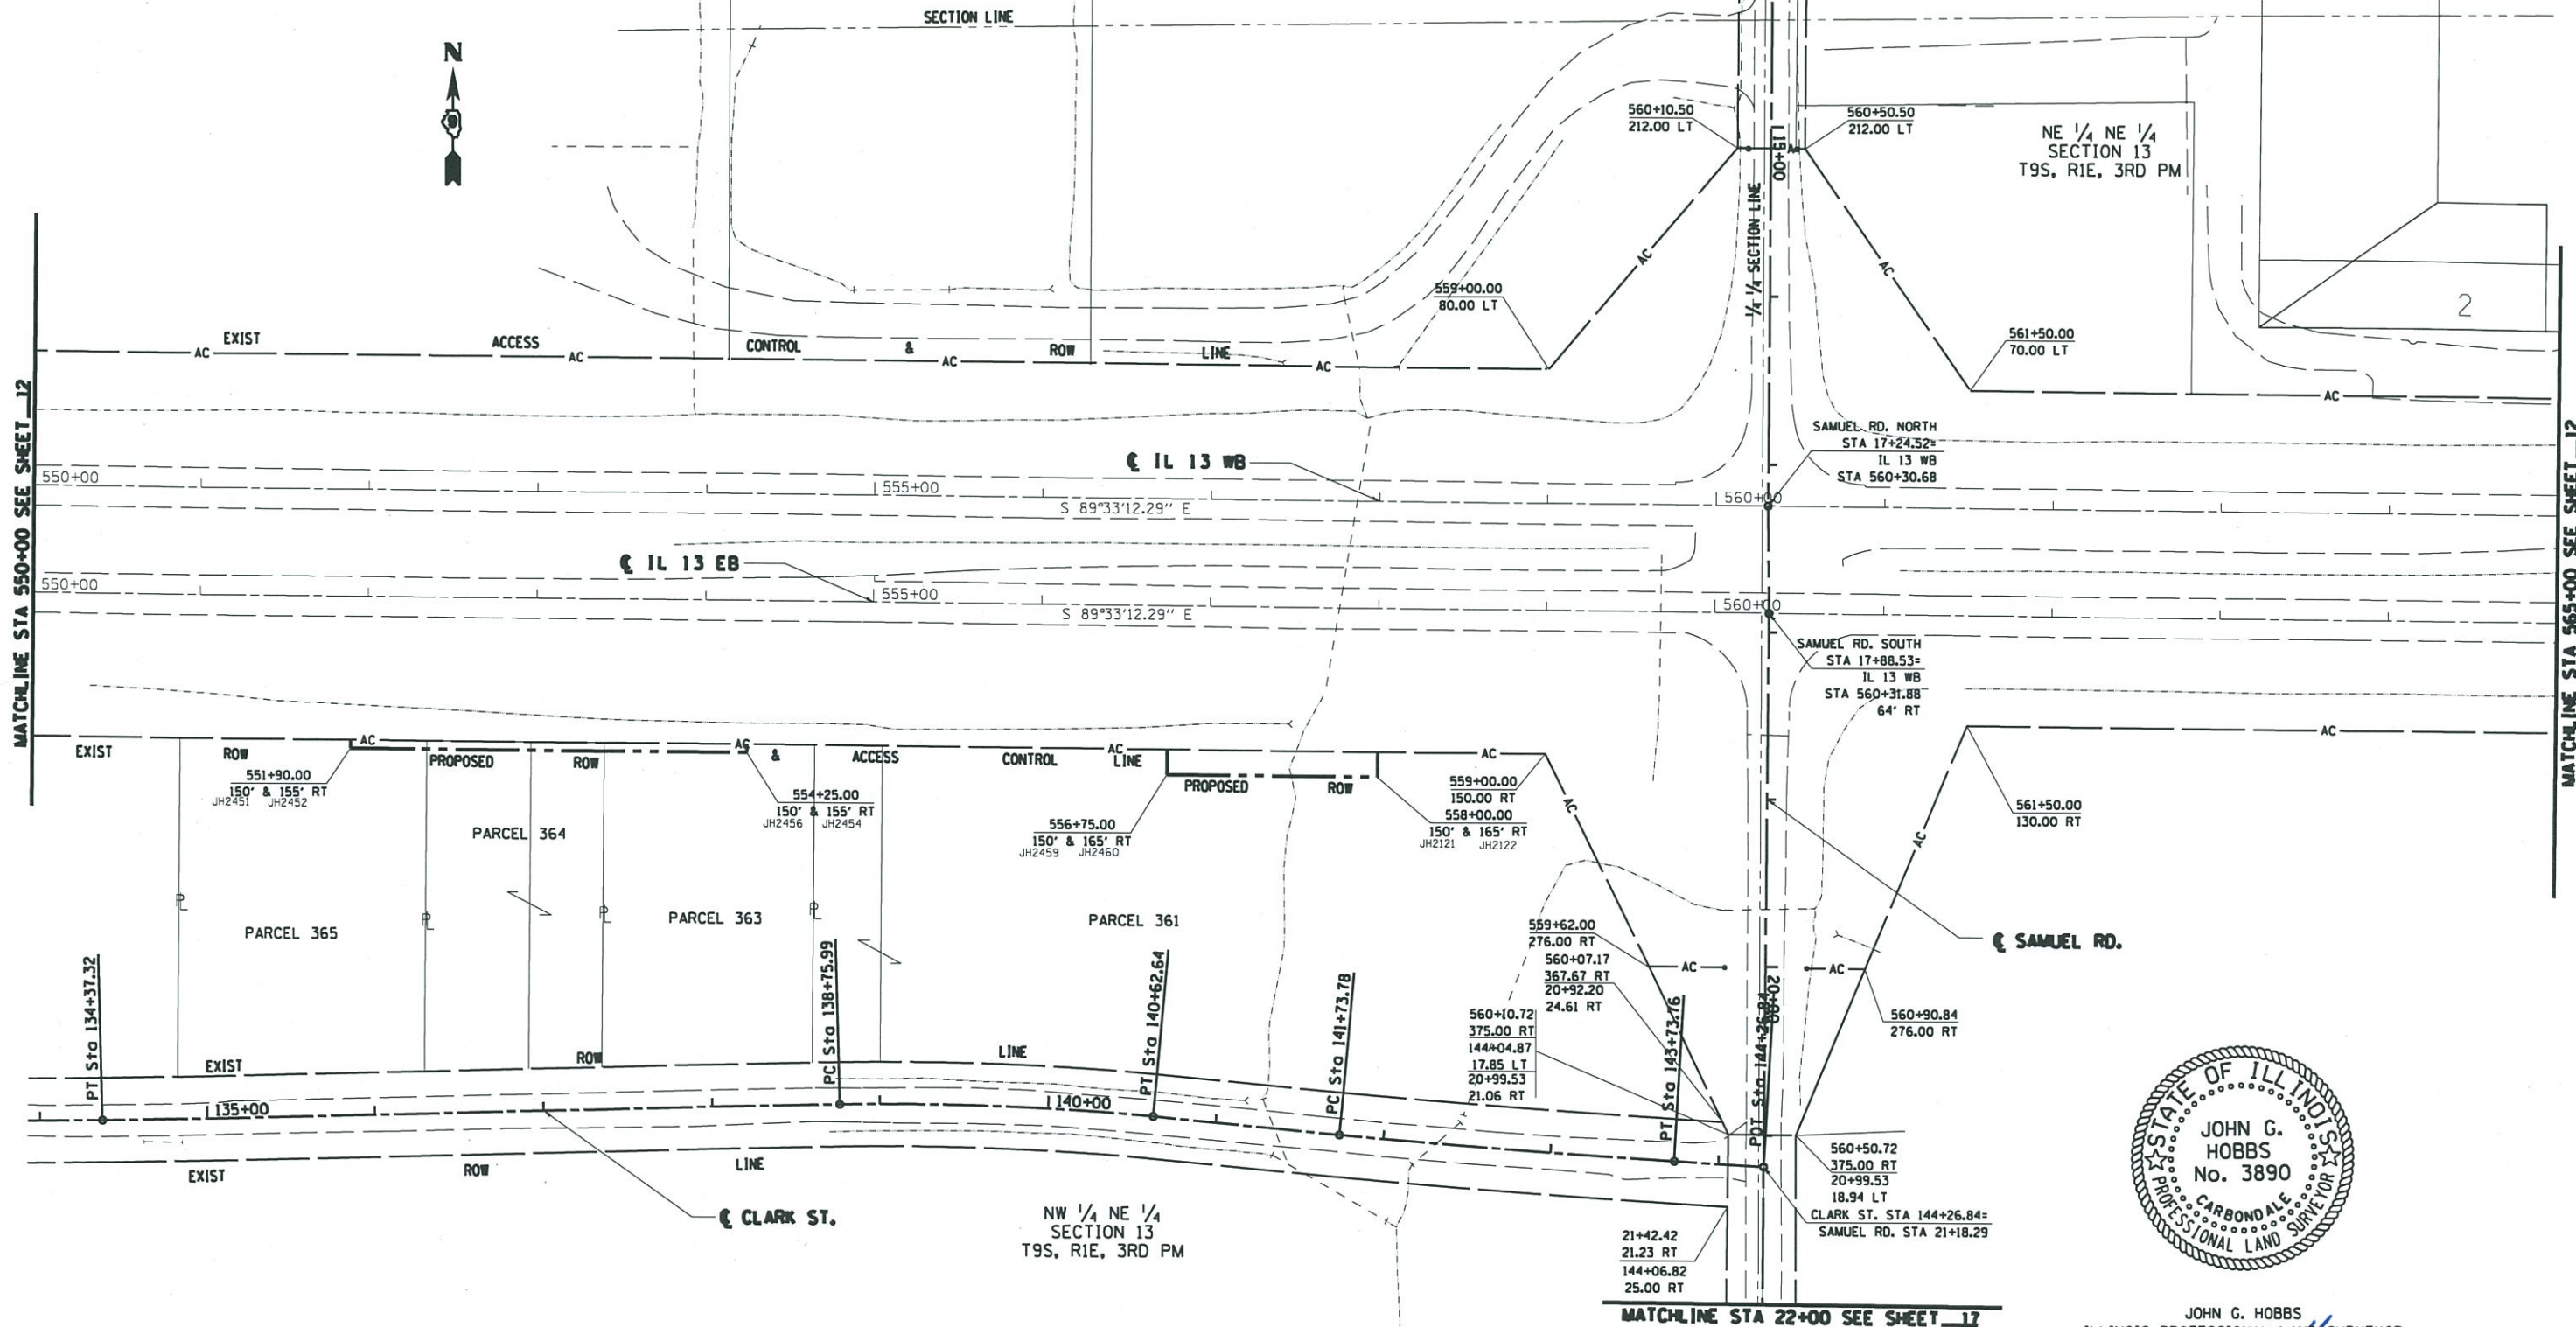 SECTION LINE
N
560+10.50
212.00 LT
560+50.50
212.00 LT
15+00
NE 1/4 NE 1/4
SECTION 13
T9S, R1E, 3RD PM
1/4 1/4 SECTION LINE
AC
AC
559+00.00
80.00 LT
2
561+50.00
70.00 LT
EXIST ACCESS CONTROL & ROW LINE
AC AC AC AC AC
MATCHLINE STA 550+00 SEE SHEET 12
MATCHLINE STA 565+00 SEE SHEET 12
SAMUEL RD. NORTH
STA 17+24.52=
IL 13 WB
STA 560+30.68
℄ IL 13 WB
550+00 555+00 560+00
S 89°33'12.29" E
℄ IL 13 EB
550+00 555+00 560+00
S 89°33'12.29" E
SAMUEL RD. SOUTH
STA 17+88.53=
IL 13 WB
STA 560+31.88
64' RT
AC AC AC AC AC
EXIST ROW & ACCESS CONTROL LINE
PROPOSED ROW
PROPOSED ROW
551+90.00
150' & 155' RT
JH2451 JH2452
554+25.00
150' & 155' RT
JH2456 JH2454
556+75.00
150' & 165' RT
JH2459 JH2460
559+00.00
150.00 RT
558+00.00
150' & 165' RT
JH2121 JH2122
AC
AC
561+50.00
130.00 RT
PARCEL 364
PARCEL 365
PARCEL 363
PARCEL 361
PL
PL
PL
PL
℄ SAMUEL RD.
559+62.00
276.00 RT
AC
AC
560+07.17
367.67 RT
20+92.20
24.61 RT
20+00
560+90.84
276.00 RT
560+10.72
375.00 RT
144+04.87
17.85 LT
20+99.53
21.06 RT
PT Sta 134+37.32
PC Sta 138+75.99
PT Sta 140+62.64
PC Sta 141+73.78
PT Sta 143+73.76
POT Sta 144+26.84
EXIST ROW LINE
135+00 140+00
EXIST ROW LINE
℄ CLARK ST.
560+50.72
375.00 RT
20+99.53
18.94 LT
CLARK ST. STA 144+26.84=
SAMUEL RD. STA 21+18.29
NW 1/4 NE 1/4
SECTION 13
T9S, R1E, 3RD PM
21+42.42
21.23 RT
144+06.82
25.00 RT
MATCHLINE STA 22+00 SEE SHEET 17
STATE OF ILLINOIS
JOHN G.
HOBBS
No. 3890
CARBONDALE
PROFESSIONAL LAND SURVEYOR
JOHN G. HOBBS